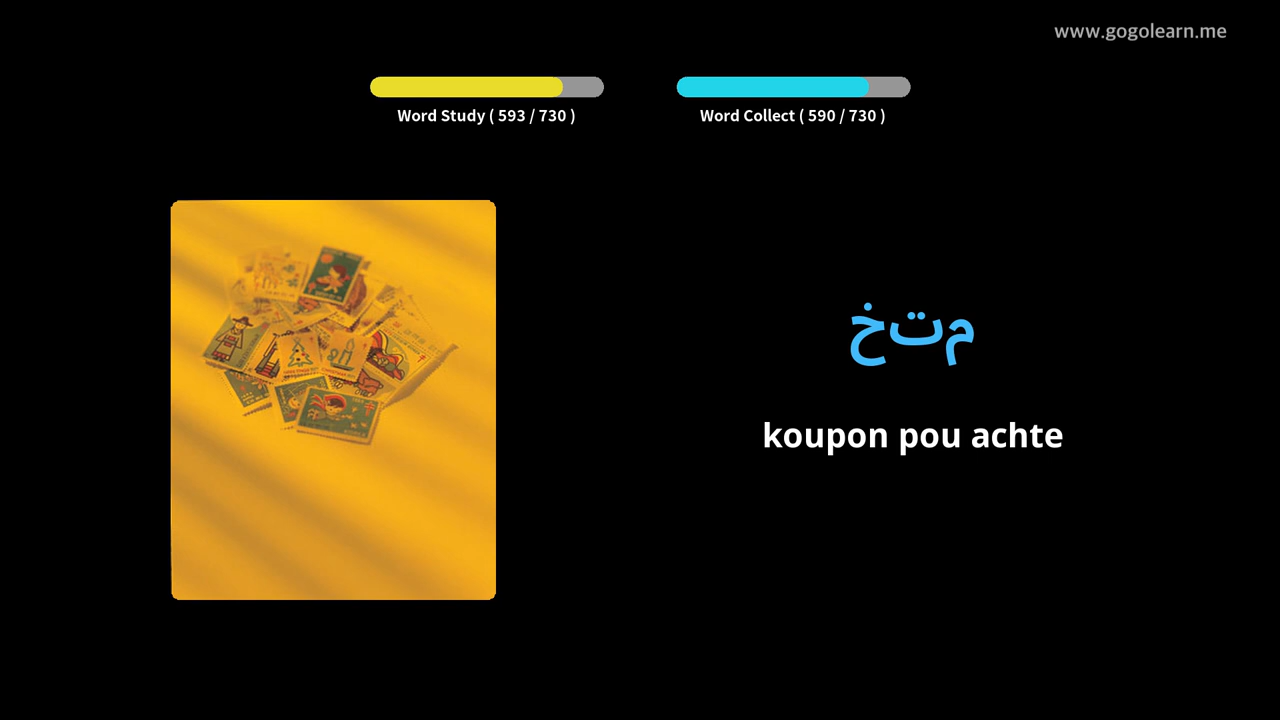 www.gogolearn.me
Word Study ( 593 / 730 )
Word Collect ( 590 / 730 )
ختم
koupon pou achte